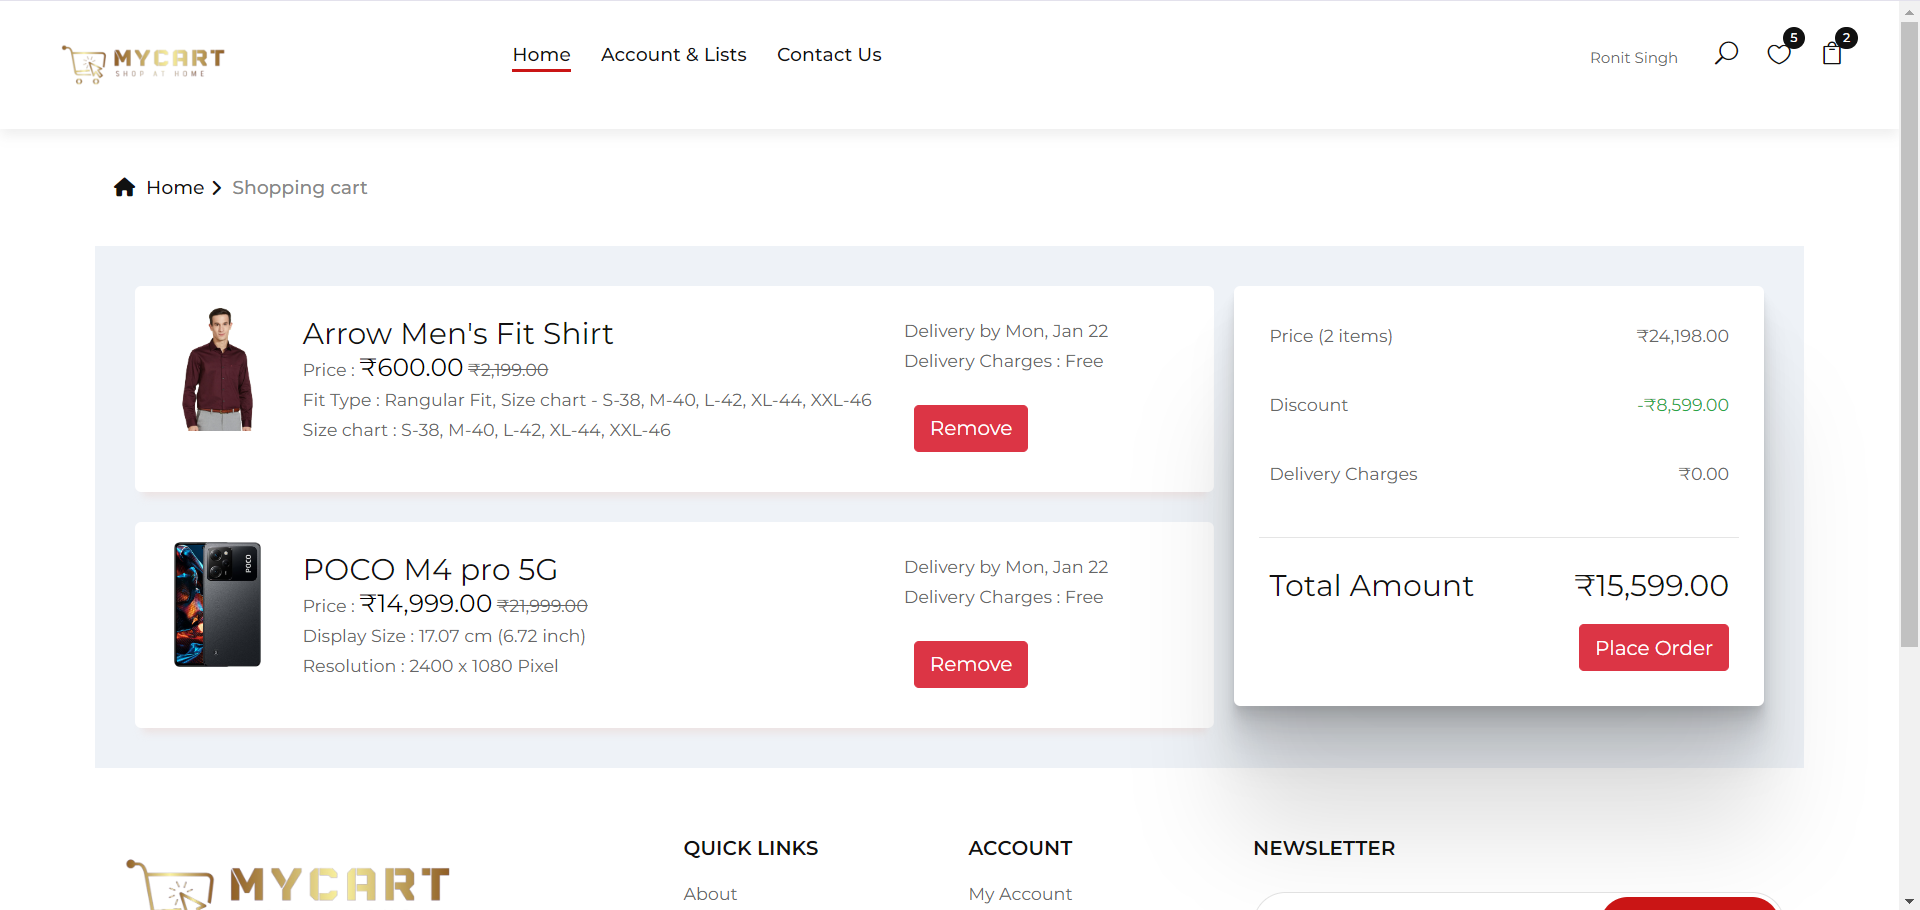 MYCART
SHOP AT HOME
Home
Account & Lists
Contact Us
Ronit Singh
5
2
Home
Shopping cart
Arrow Men's Fit Shirt
Price : ₹600.00 ₹2,199.00
Fit Type : Rangular Fit, Size chart - S-38, M-40, L-42, XL-44, XXL-46
Size chart : S-38, M-40, L-42, XL-44, XXL-46
Delivery by Mon, Jan 22
Delivery Charges : Free
Remove
POCO M4 pro 5G
Price : ₹14,999.00 ₹21,999.00
Display Size : 17.07 cm (6.72 inch)
Resolution : 2400 x 1080 Pixel
POCO
Delivery by Mon, Jan 22
Delivery Charges : Free
Remove
Price (2 items) ₹24,198.00
Discount -₹8,599.00
Delivery Charges ₹0.00
Total Amount ₹15,599.00
Place Order
MYCART
QUICK LINKS
About
ACCOUNT
My Account
NEWSLETTER